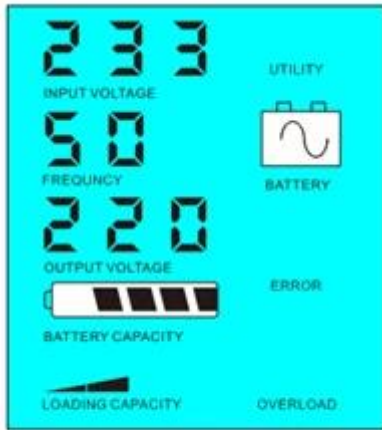 233
UTILITY
INPUT VOLTAGE
50
FREQUNCY
BATTERY
220
OUTPUT VOLTAGE
ERROR
BATTERY CAPACITY
LOADING CAPACITY
OVERLOAD